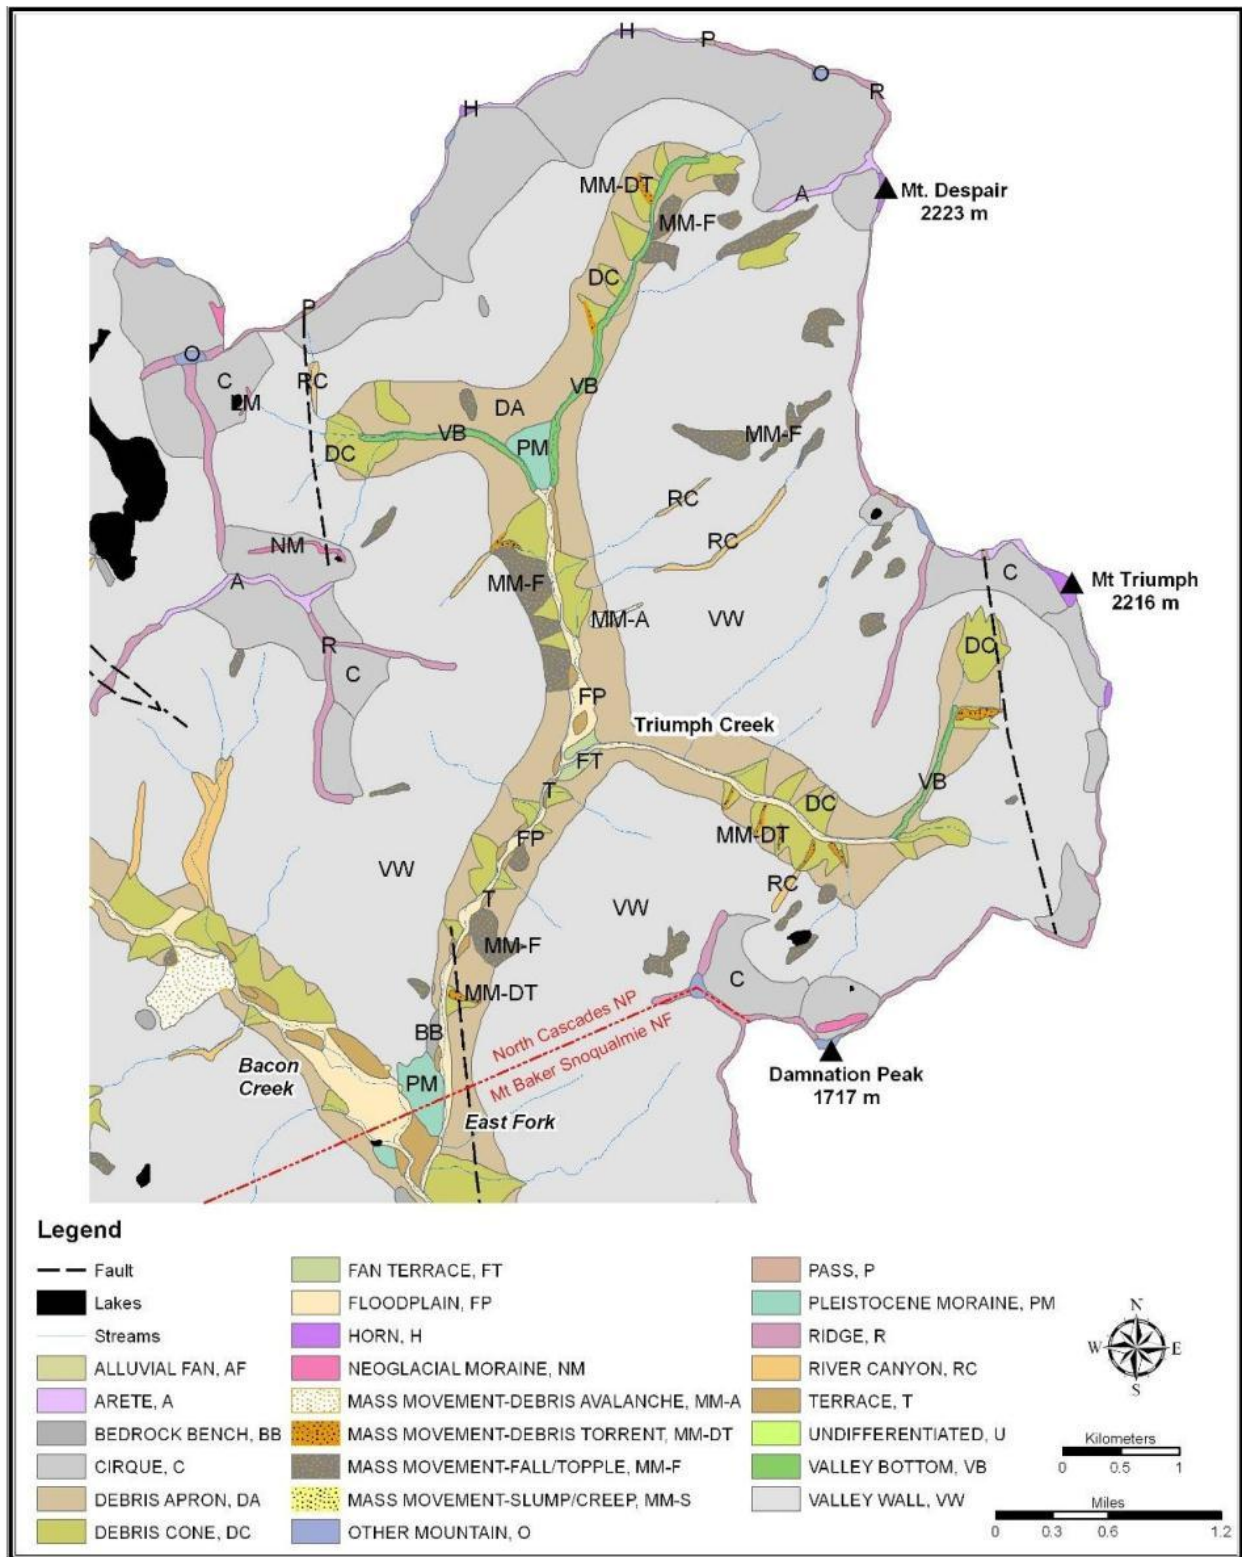 H
P
O
R
H
MM-DT
A
Mt. Despair
2223 m
MM-F
DC
P
O
C
RC
VB
LM
DA
VB
PM
MM-F
DC
RC
RC
NM
A
MM-F
C
Mt Triumph
2216 m
MM-A
VW
R
DC
C
FP
Triumph Creek
FT
VB
T
DC
FP
MM-DT
VW
RC
T
VW
MM-F
C
MM-DT
BB
North Cascades NP
Mt Baker Snoqualmie NF
Bacon
Creek
PM
Damnation Peak
1717 m
East Fork
Legend
Fault
Lakes
Streams
ALLUVIAL FAN, AF
ARETE, A
BEDROCK BENCH, BB
CIRQUE, C
DEBRIS APRON, DA
DEBRIS CONE, DC
FAN TERRACE, FT
FLOODPLAIN, FP
HORN, H
NEOGLACIAL MORAINE, NM
MASS MOVEMENT-DEBRIS AVALANCHE, MM-A
MASS MOVEMENT-DEBRIS TORRENT, MM-DT
MASS MOVEMENT-FALL/TOPPLE, MM-F
MASS MOVEMENT-SLUMP/CREEP, MM-S
OTHER MOUNTAIN, O
PASS, P
PLEISTOCENE MORAINE, PM
RIDGE, R
RIVER CANYON, RC
TERRACE, T
UNDIFFERENTIATED, U
VALLEY BOTTOM, VB
VALLEY WALL, VW
N
W E
S
Kilometers
0 0.5 1
Miles
0 0.3 0.6 1.2